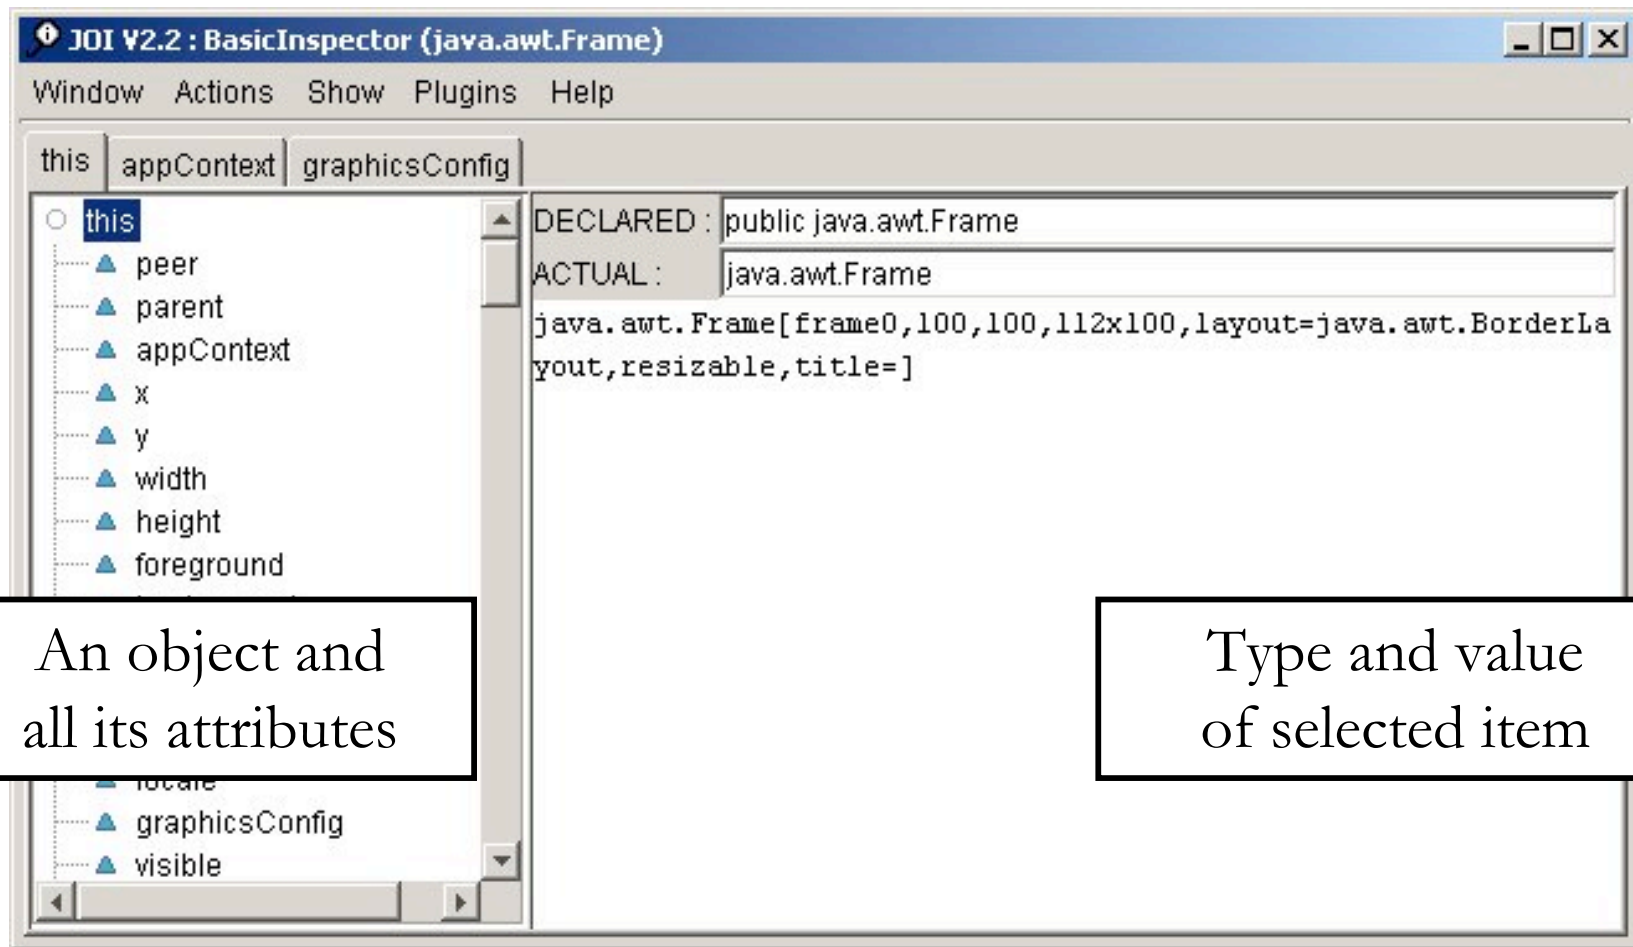 JOI V2.2 : BasicInspector (java.awt.Frame)
Window Actions Show Plugins Help
this appContext graphicsConfig
this
peer
parent
appContext
x
y
width
height
foreground
An object and
all its attributes
locale
graphicsConfig
visible
DECLARED : public java.awt.Frame
ACTUAL : java.awt.Frame
java.awt.Frame[frame0,100,100,112x100,layout=java.awt.BorderLa
yout,resizable,title=]
Type and value
of selected item